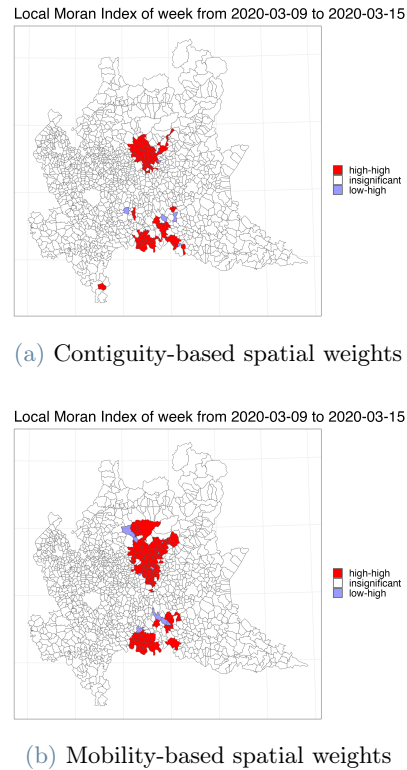 Local Moran Index of week from 2020-03-09 to 2020-03-15
high-high
insignificant
low-high
(a) Contiguity-based spatial weights
Local Moran Index of week from 2020-03-09 to 2020-03-15
high-high
insignificant
low-high
(b) Mobility-based spatial weights